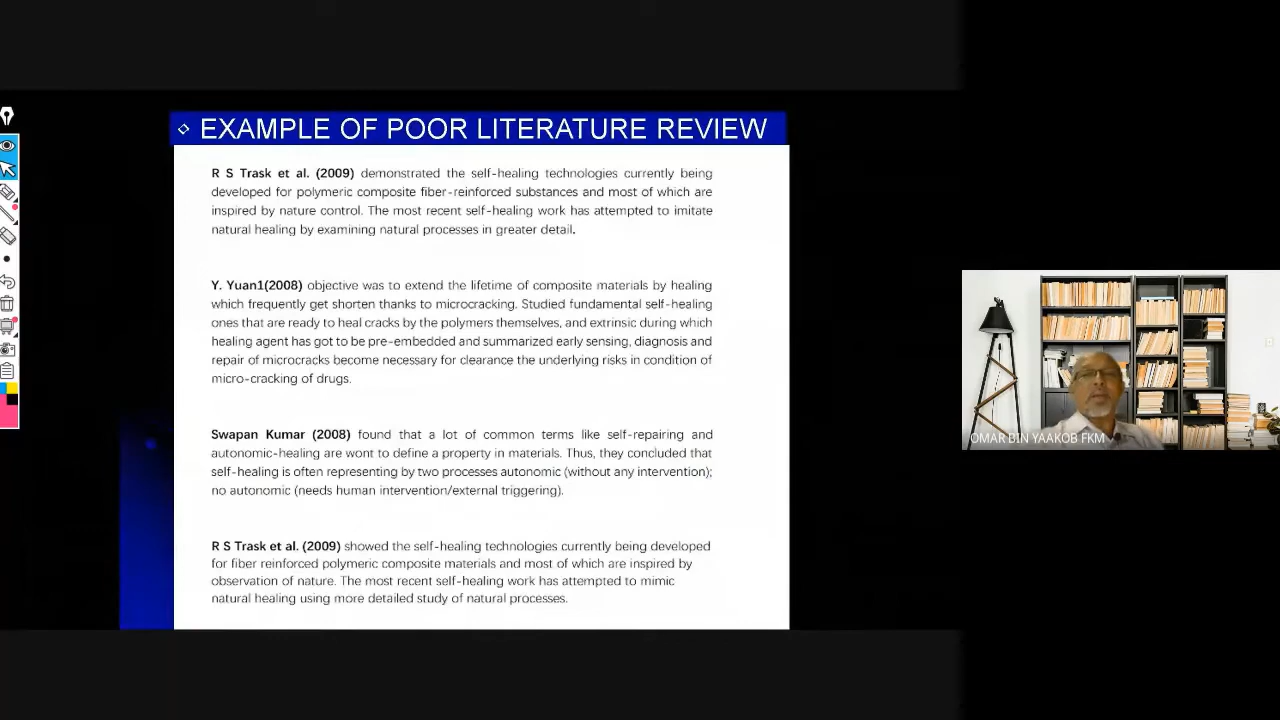 EXAMPLE OF POOR LITERATURE REVIEW
R S Trask et al. (2009) demonstrated the self-healing technologies currently being
developed for polymeric composite fiber-reinforced substances and most of which are
inspired by nature control. The most recent self-healing work has attempted to imitate
natural healing by examining natural processes in greater detail.
Y. Yuan1(2008) objective was to extend the lifetime of composite materials by healing
which frequently get shorten thanks to microcracking. Studied fundamental self-healing
ones that are ready to heal cracks by the polymers themselves, and extrinsic during which
healing agent has got to be pre-embedded and summarized early sensing, diagnosis and
repair of microcracks become necessary for clearance the underlying risks in condition of
micro-cracking of drugs.
Swapan Kumar (2008) found that a lot of common terms like self-repairing and
autonomic-healing are wont to define a property in materials. Thus, they concluded that
self-healing is often representing by two processes autonomic (without any intervention);
no autonomic (needs human intervention/external triggering).
R S Trask et al. (2009) showed the self-healing technologies currently being developed
for fiber reinforced polymeric composite materials and most of which are inspired by
observation of nature. The most recent self-healing work has attempted to mimic
natural healing using more detailed study of natural processes.
OMAR BIN YAAKOB FKM